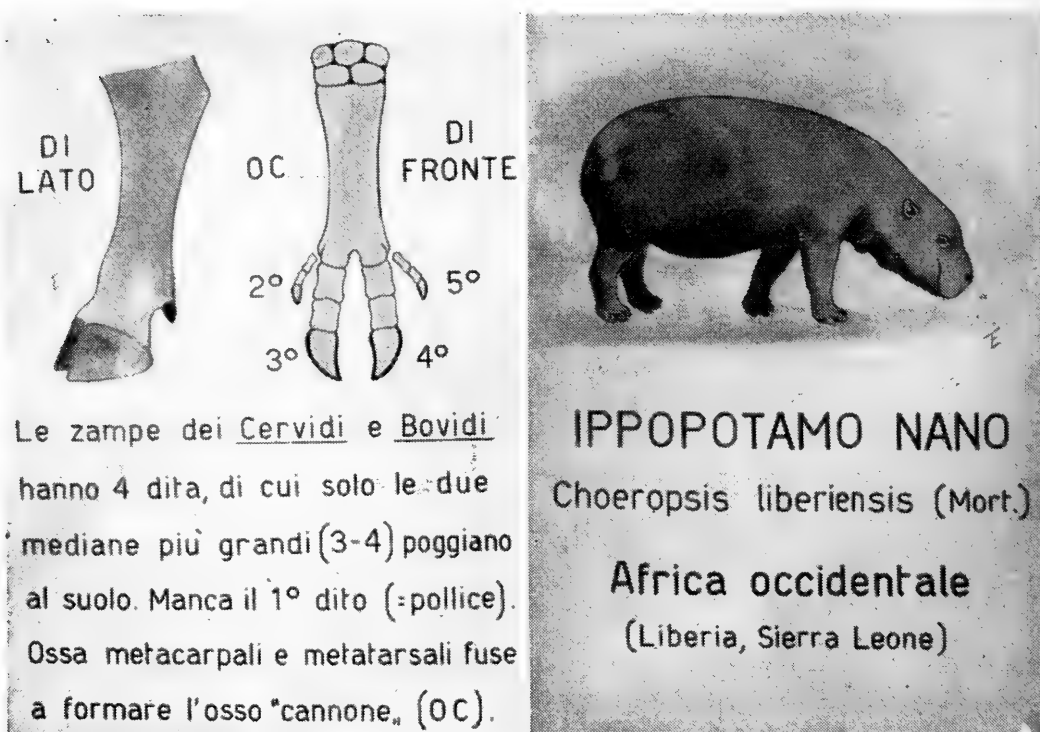 DI
LATO
OC
DI
FRONTE
2°
5°
3°
4°
Le zampe dei Cervidi e Bovidi
hanno 4 dita, di cui solo le due
mediane più grandi (3-4) poggiano
al suolo. Manca il 1° dito (=pollice).
Ossa metacarpali e metatarsali fuse
a formare l'osso "cannone„ (OC).
IPPOPOTAMO NANO
Choeropsis liberiensis (Mort.)
Africa occidentale
(Liberia, Sierra Leone)